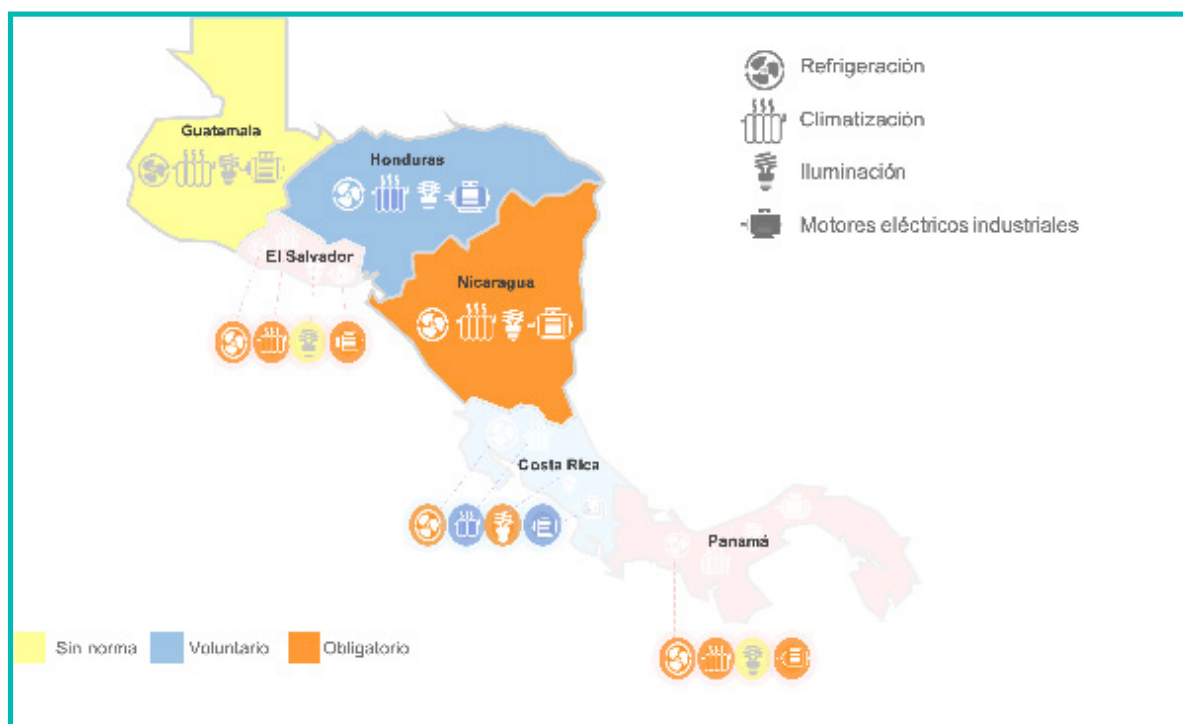 Refrigeración
Climatización
Iluminación
Motores eléctricos industriales
Guatemala
Honduras
El Salvador
Nicaragua
Costa Rica
Panamá
Sin norma
Voluntario
Obligatorio